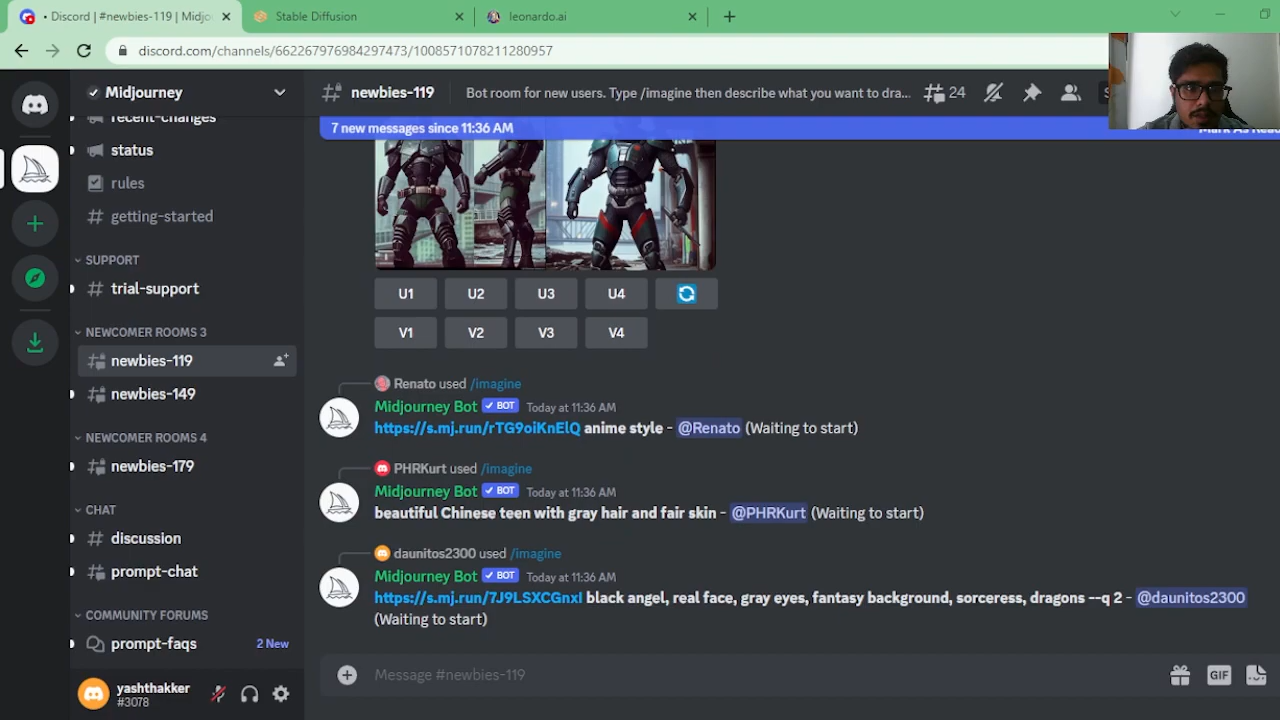 Discord | #newbies-119 | Midjo
Stable Diffusion
leonardo.ai
discord.com/channels/662267976984297473/1008571078211280957
Midjourney
newbies-119
Bot room for new users. Type /imagine then describe what you want to dra...
24
7 new messages since 11:36 AM
Mark As Read
recent-changes
status
rules
getting-started
SUPPORT
trial-support
NEWCOMER ROOMS 3
newbies-119
newbies-149
NEWCOMER ROOMS 4
newbies-179
CHAT
discussion
prompt-chat
COMMUNITY FORUMS
prompt-faqs
2 New
yashthakker
#3078
U1 U2 U3 U4
V1 V2 V3 V4
Renato used /imagine
Midjourney Bot ✓ BOT Today at 11:36 AM
https://s.mj.run/rTG9oiKnElQ anime style - @Renato (Waiting to start)
PHRKurt used /imagine
Midjourney Bot ✓ BOT Today at 11:36 AM
beautiful Chinese teen with gray hair and fair skin - @PHRKurt (Waiting to start)
daunitos2300 used /imagine
Midjourney Bot ✓ BOT Today at 11:36 AM
https://s.mj.run/7J9LSXCGnxI black angel, real face, gray eyes, fantasy background, sorceress, dragons --q 2 - @daunitos2300
(Waiting to start)
Message #newbies-119
GIF